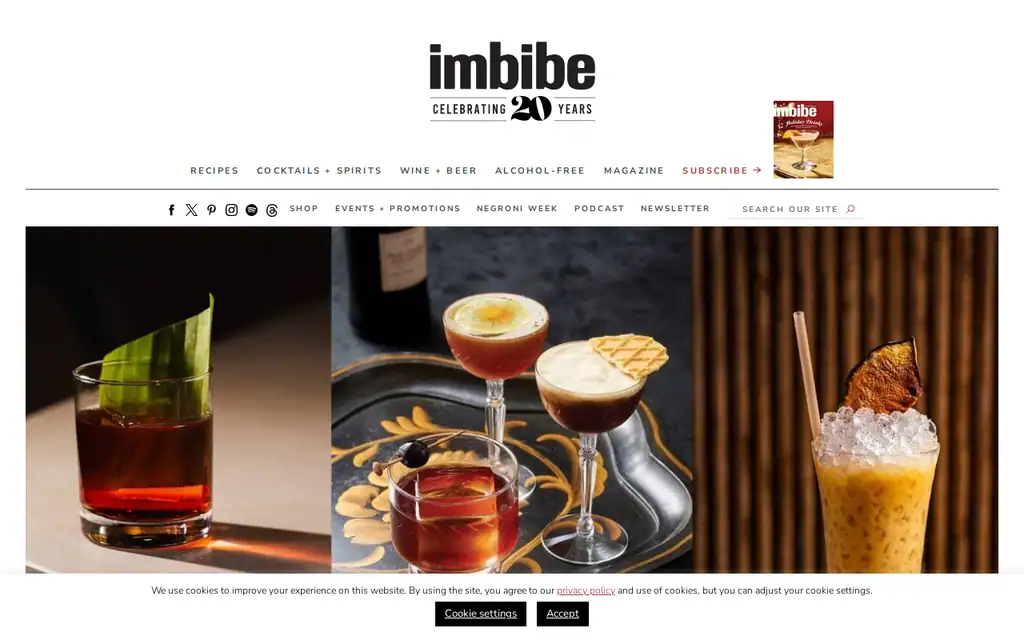 imbibe
CELEBRATING 20 YEARS
imbibe
Holiday Drinks
RECIPES COCKTAILS + SPIRITS WINE + BEER ALCOHOL-FREE MAGAZINE SUBSCRIBE →
SHOP EVENTS + PROMOTIONS NEGRONI WEEK PODCAST NEWSLETTER SEARCH OUR SITE
We use cookies to improve your experience on this website. By using the site, you agree to our privacy policy and use of cookies, but you can adjust your cookie settings.
Cookie settings Accept